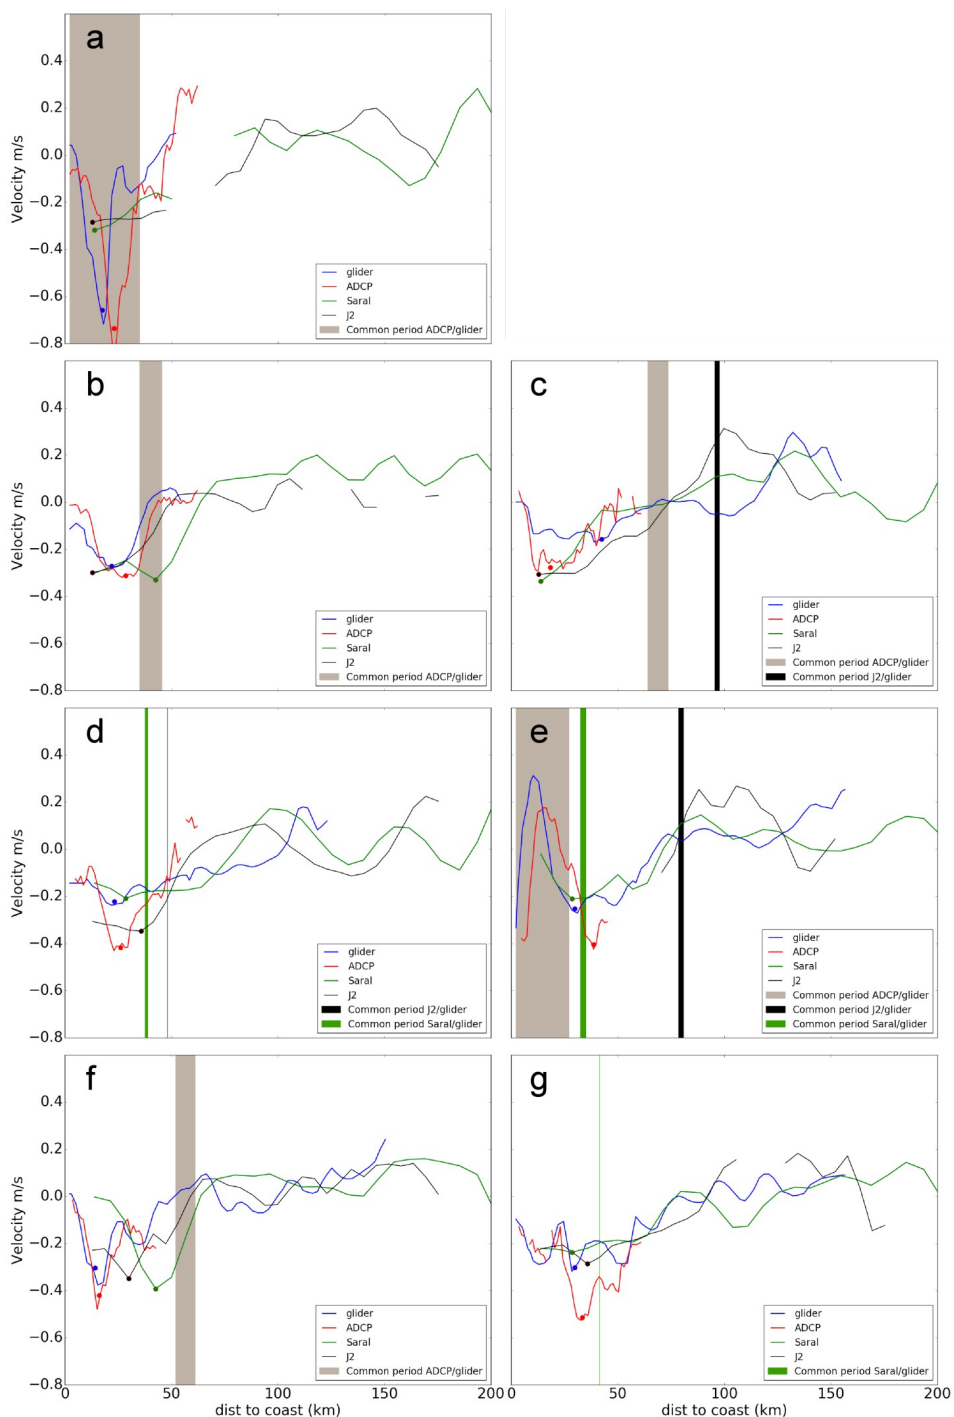 a
0.4
0.2
0.0
−0.2
−0.4
−0.6
−0.8
Velocity m/s
glider
ADCP
Saral
J2
Common period ADCP/glider
b
0.4
0.2
0.0
−0.2
−0.4
−0.6
−0.8
Velocity m/s
glider
ADCP
Saral
J2
Common period ADCP/glider
c
glider
ADCP
Saral
J2
Common period ADCP/glider
Common period J2/glider
d
0.4
0.2
0.0
−0.2
−0.4
−0.6
−0.8
Velocity m/s
glider
ADCP
Saral
J2
Common period J2/glider
Common period Saral/glider
e
glider
ADCP
Saral
J2
Common period ADCP/glider
Common period J2/glider
Common period Saral/glider
f
0.4
0.2
0.0
−0.2
−0.4
−0.6
−0.8
Velocity m/s
glider
ADCP
Saral
J2
Common period ADCP/glider
0 50 100 150 200
dist to coast (km)
g
glider
ADCP
Saral
J2
Common period Saral/glider
0 50 100 150 200
dist to coast (km)